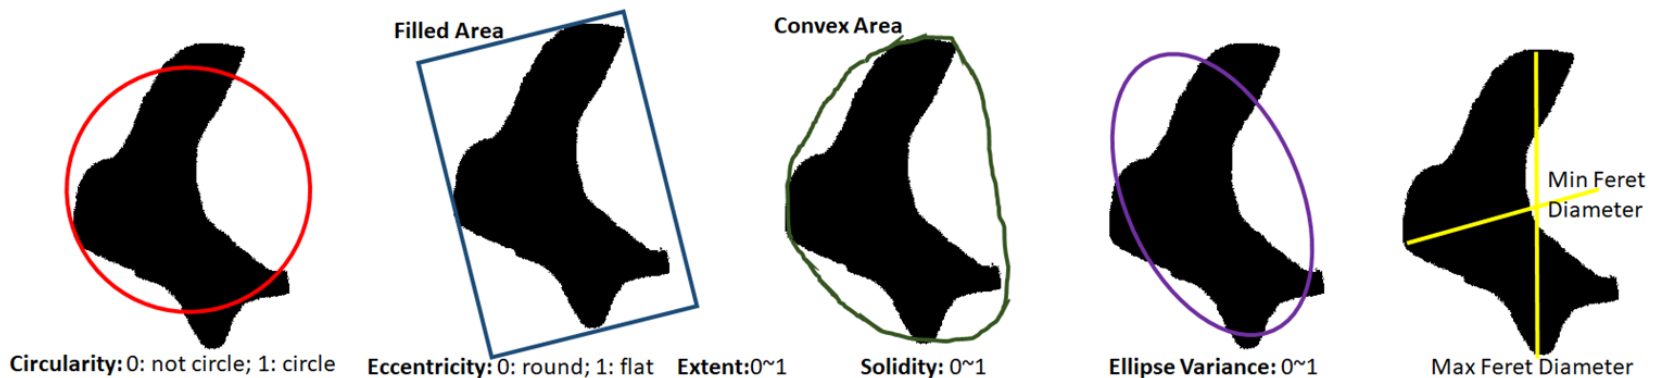 Filled Area
Convex Area
Min Feret
Diameter
Circularity: 0: not circle; 1: circle
Eccentricity: 0: round; 1: flat
Extent:0~1
Solidity: 0~1
Ellipse Variance: 0~1
Max Feret Diameter